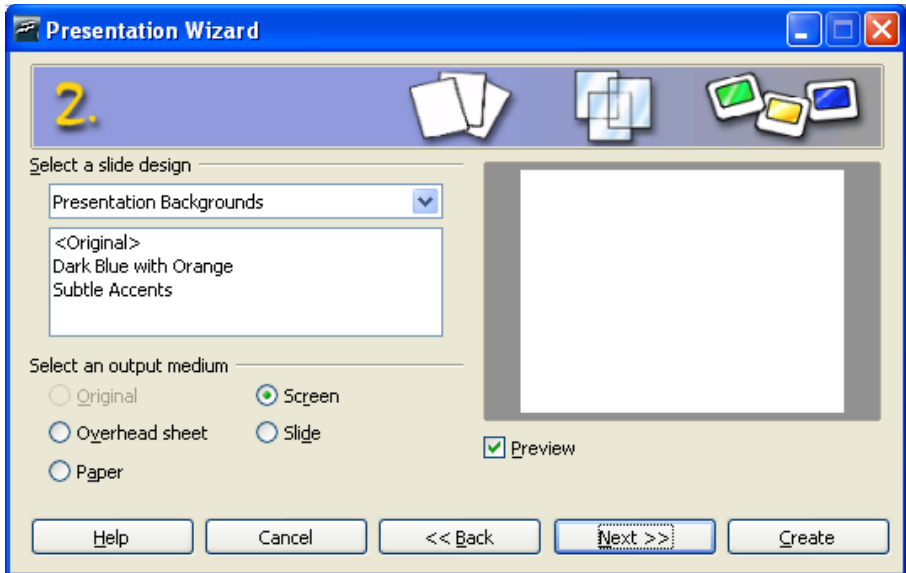 Presentation Wizard
2.
Select a slide design
Presentation Backgrounds
<Original>
Dark Blue with Orange
Subtle Accents
Select an output medium
Original
Screen
Overhead sheet
Slide
Paper
Preview
Help
Cancel
<< Back
Next >>
Create